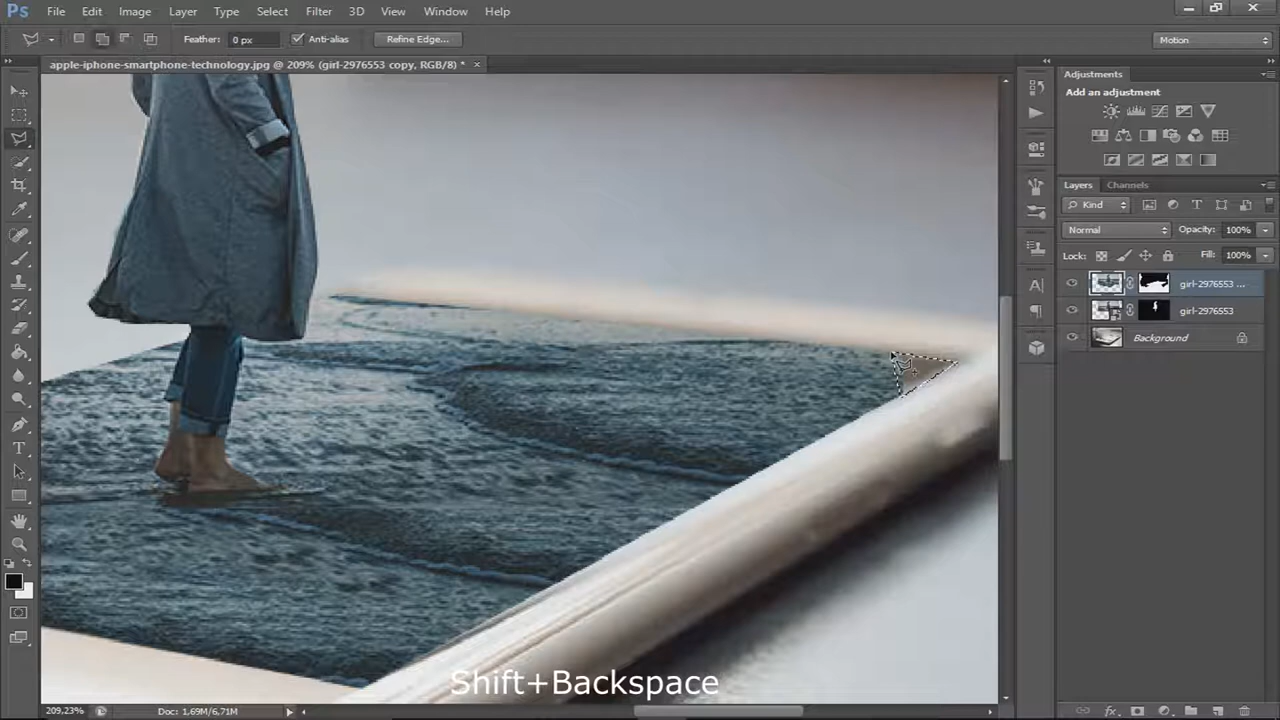 Ps File Edit Image Layer Type Select Filter 3D View Window Help
Feather: 0 px Anti-alias Refine Edge... Motion
apple-iphone-smartphone-technology.jpg @ 209% (girl-2976553 copy, RGB/8) *
Adjustments
Add an adjustment
Layers Channels
Kind
Normal Opacity: 100%
Lock: Fill: 100%
girl-2976553 ...
girl-2976553
Background
Shift+Backspace
209,23% Doc: 1,69M/6,71M